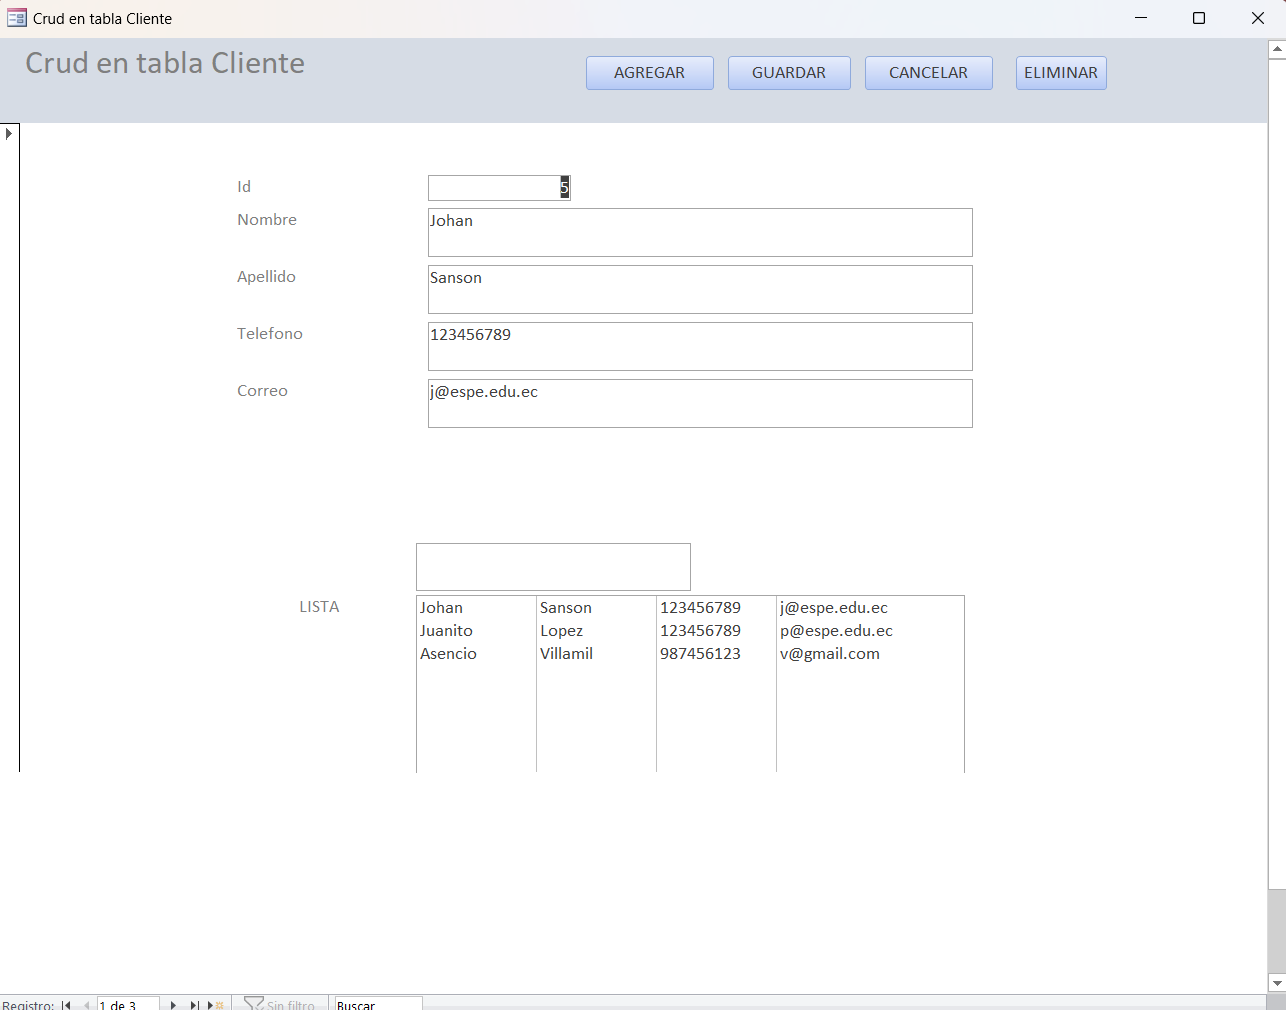 Crud en tabla Cliente
Crud en tabla Cliente
AGREGAR GUARDAR CANCELAR ELIMINAR
Id 5
Nombre Johan
Apellido Sanson
Telefono 123456789
Correo j@espe.edu.ec
LISTA
Johan Sanson 123456789 j@espe.edu.ec
Juanito Lopez 123456789 p@espe.edu.ec
Asencio Villamil 987456123 v@gmail.com
Registro: 1 de 3 Sin filtro Buscar